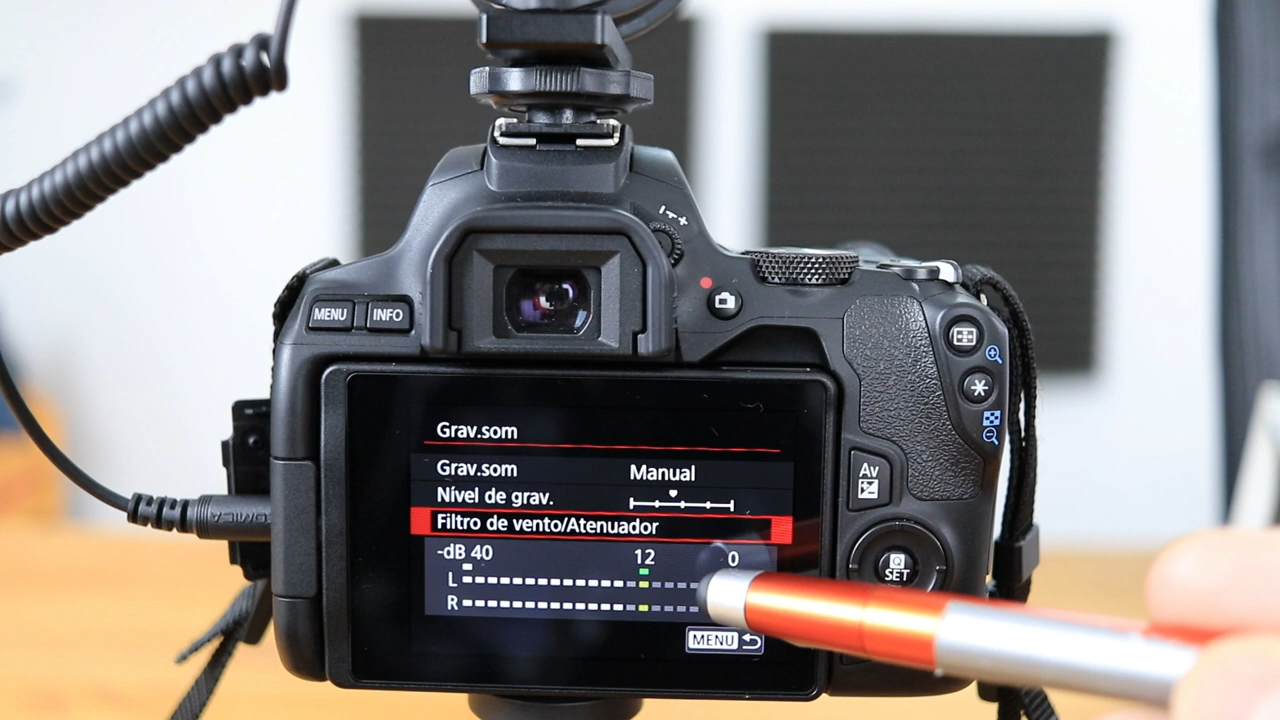 MENU INFO
Grav.som
Grav.som Manual
Nível de grav.
Filtro de vento/Atenuador
-dB 40 12 0
L
R
MENU
Av
Q
SET